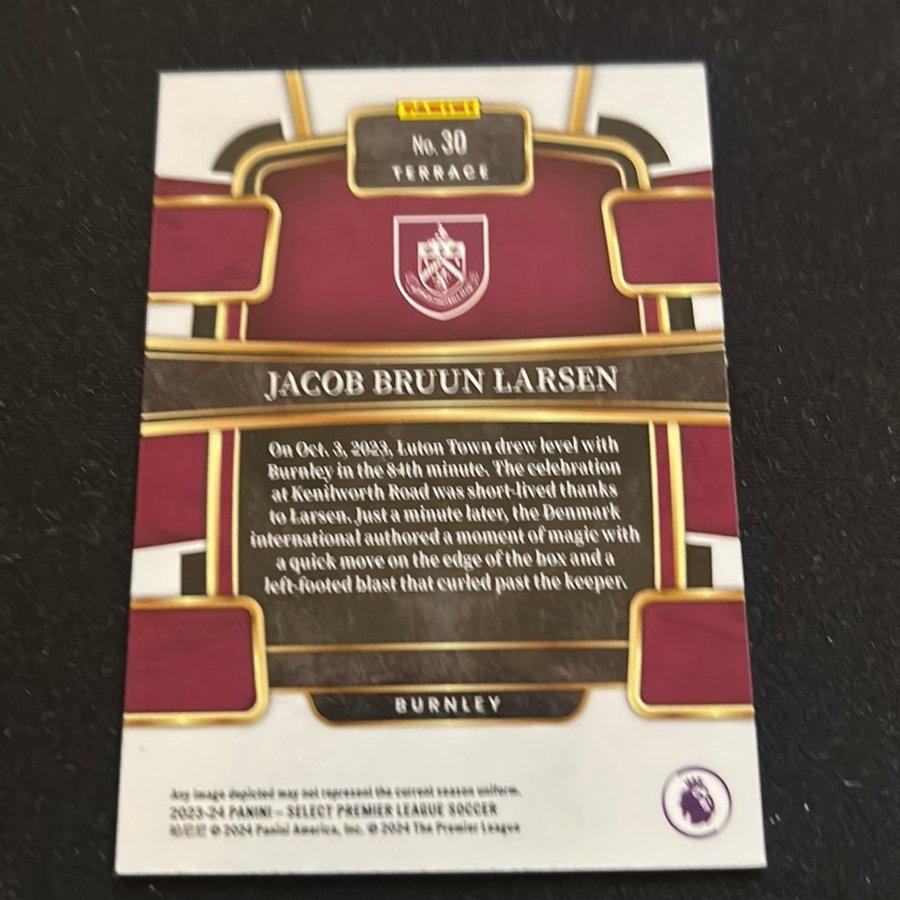 PANINI
No. 30
TERRACE
JACOB BRUUN LARSEN
On Oct. 3, 2023, Luton Town drew level with
Burnley in the 84th minute. The celebration
at Kenilworth Road was short-lived thanks
to Larsen. Just a minute later, the Denmark
international authored a moment of magic with
a quick move on the edge of the box and a
left-footed blast that curled past the keeper.
BURNLEY
Any image depicted may not represent the current season uniform.
2023-24 PANINI – SELECT PREMIER LEAGUE SOCCER
© 2024 Panini America, Inc. © 2024 The Premier League